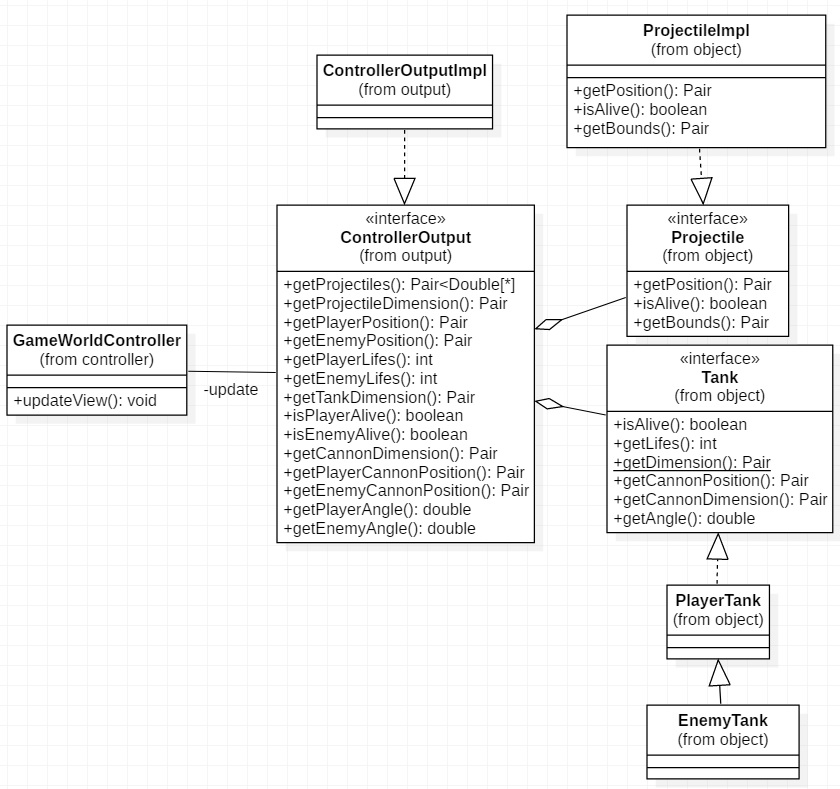 ProjectileImpl
(from object)
+getPosition(): Pair
+isAlive(): boolean
+getBounds(): Pair
ControllerOutputImpl
(from output)
«interface»
ControllerOutput
(from output)
+getProjectiles(): Pair<Double[*]
+getProjectileDimension(): Pair
+getPlayerPosition(): Pair
+getEnemyPosition(): Pair
+getPlayerLifes(): int
+getEnemyLifes(): int
+getTankDimension(): Pair
+isPlayerAlive(): boolean
+isEnemyAlive(): boolean
+getCannonDimension(): Pair
+getPlayerCannonPosition(): Pair
+getEnemyCannonPosition(): Pair
+getPlayerAngle(): double
+getEnemyAngle(): double
«interface»
Projectile
(from object)
+getPosition(): Pair
+isAlive(): boolean
+getBounds(): Pair
GameWorldController
(from controller)
+updateView(): void
-update
«interface»
Tank
(from object)
+isAlive(): boolean
+getLifes(): int
+getDimension(): Pair
+getCannonPosition(): Pair
+getCannonDimension(): Pair
+getAngle(): double
PlayerTank
(from object)
EnemyTank
(from object)